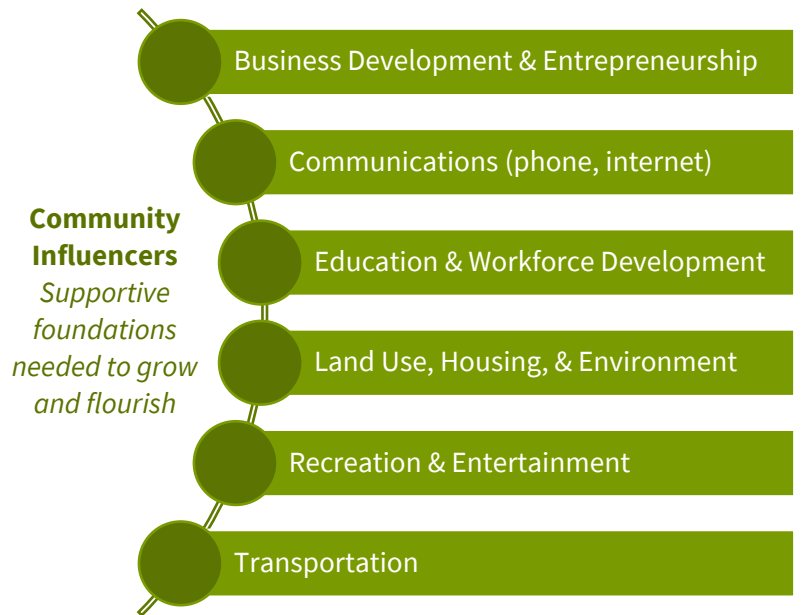 Community
Influencers
Supportive
foundations
needed to grow
and flourish
Business Development & Entrepreneurship
Communications (phone, internet)
Education & Workforce Development
Land Use, Housing, & Environment
Recreation & Entertainment
Transportation